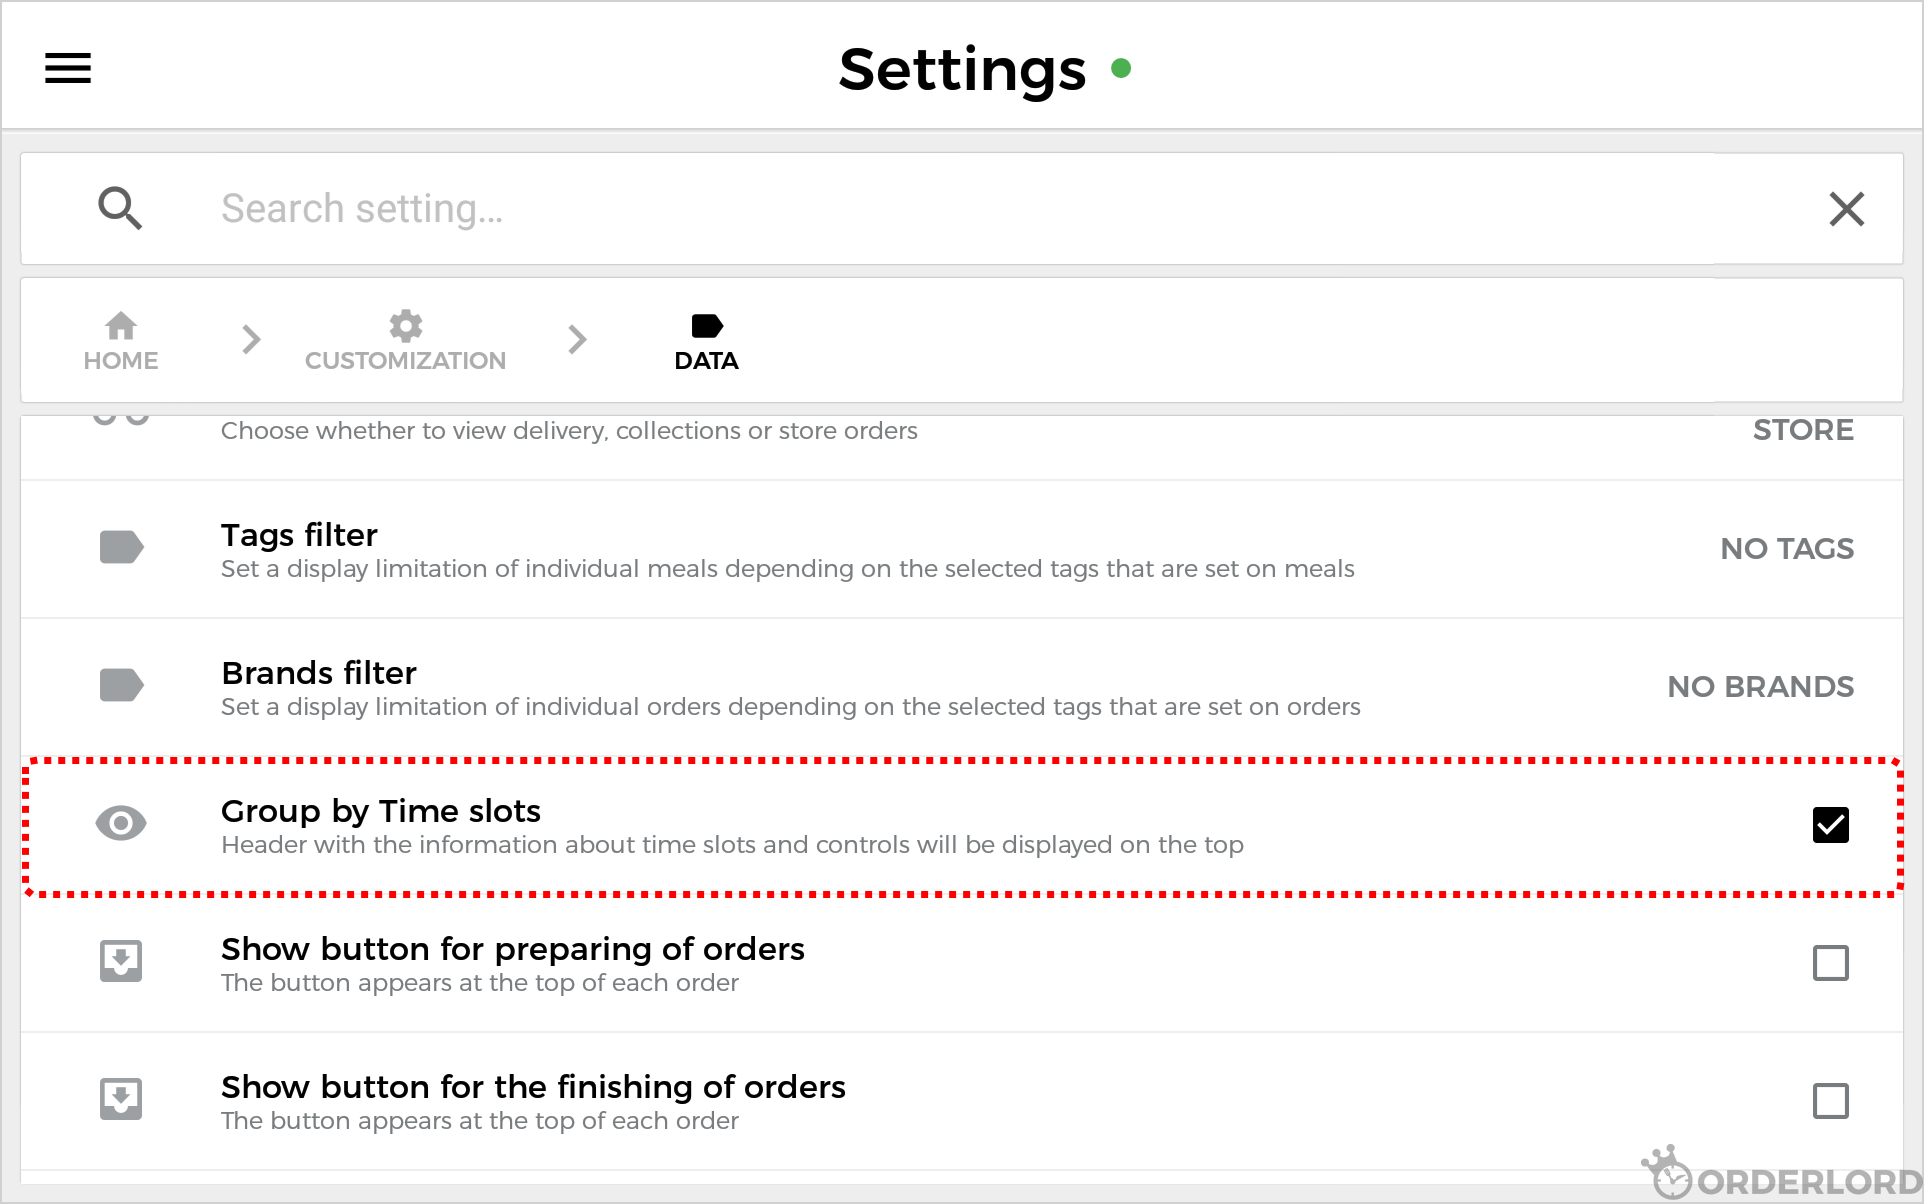 Settings
Search setting...
HOME
CUSTOMIZATION
DATA
Choose whether to view delivery, collections or store orders
STORE
Tags filter
Set a display limitation of individual meals depending on the selected tags that are set on meals
NO TAGS
Brands filter
Set a display limitation of individual orders depending on the selected tags that are set on orders
NO BRANDS
Group by Time slots
Header with the information about time slots and controls will be displayed on the top
Show button for preparing of orders
The button appears at the top of each order
Show button for the finishing of orders
The button appears at the top of each order
ORDERLORD